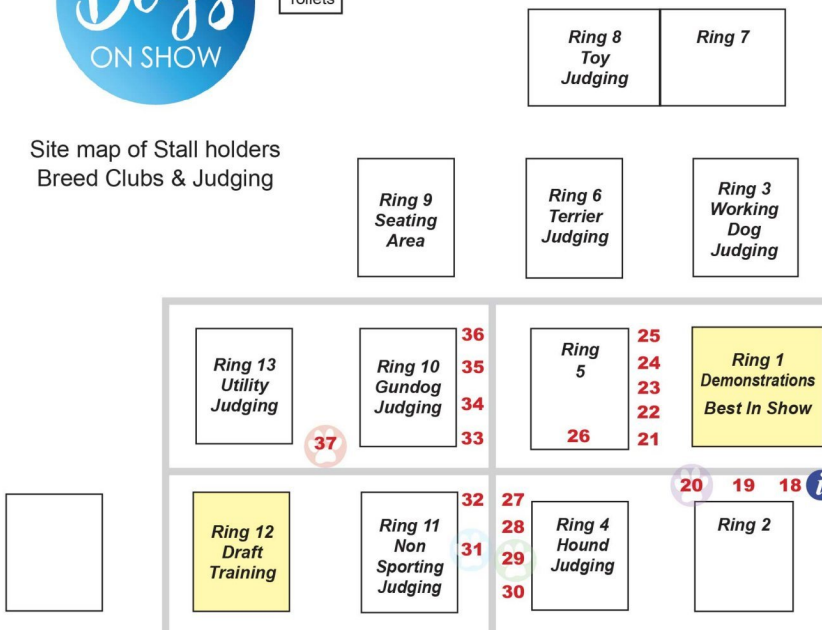 Dogs
ON SHOW
Toilets
Site map of Stall holders
Breed Clubs & Judging
Ring 8
Toy
Judging
Ring 7
Ring 9
Seating
Area
Ring 6
Terrier
Judging
Ring 3
Working
Dog
Judging
Ring 13
Utility
Judging
37
Ring 10
Gundog
Judging
36
35
34
33
Ring
5
26
25
24
23
22
21
Ring 1
Demonstrations
Best In Show
Ring 12
Draft
Training
Ring 11
Non
Sporting
Judging
32
31
27
28
29
30
Ring 4
Hound
Judging
20
19
18
i
Ring 2